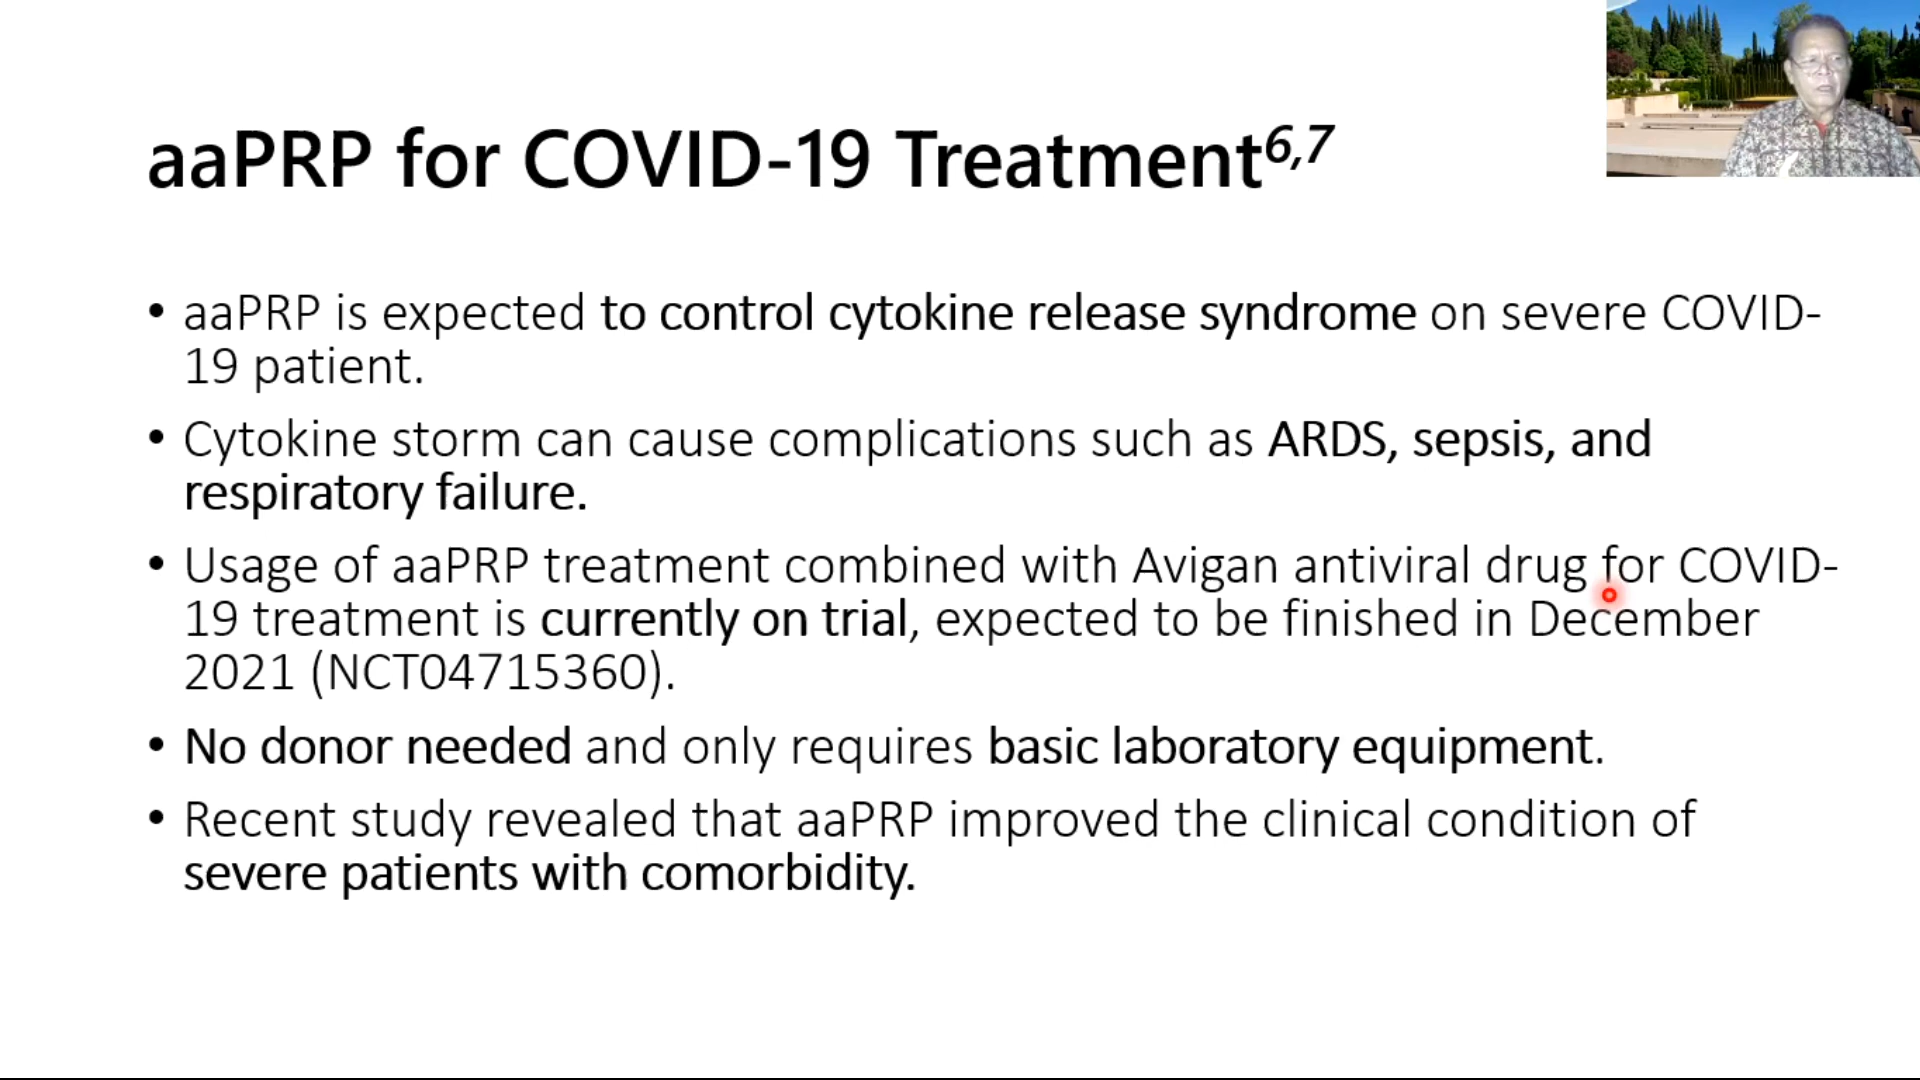 aaPRP for COVID-19 Treatment6,7
• aaPRP is expected to control cytokine release syndrome on severe COVID-
19 patient.
• Cytokine storm can cause complications such as ARDS, sepsis, and
respiratory failure.
• Usage of aaPRP treatment combined with Avigan antiviral drug for COVID-
19 treatment is currently on trial, expected to be finished in December
2021 (NCT04715360).
• No donor needed and only requires basic laboratory equipment.
• Recent study revealed that aaPRP improved the clinical condition of
severe patients with comorbidity.